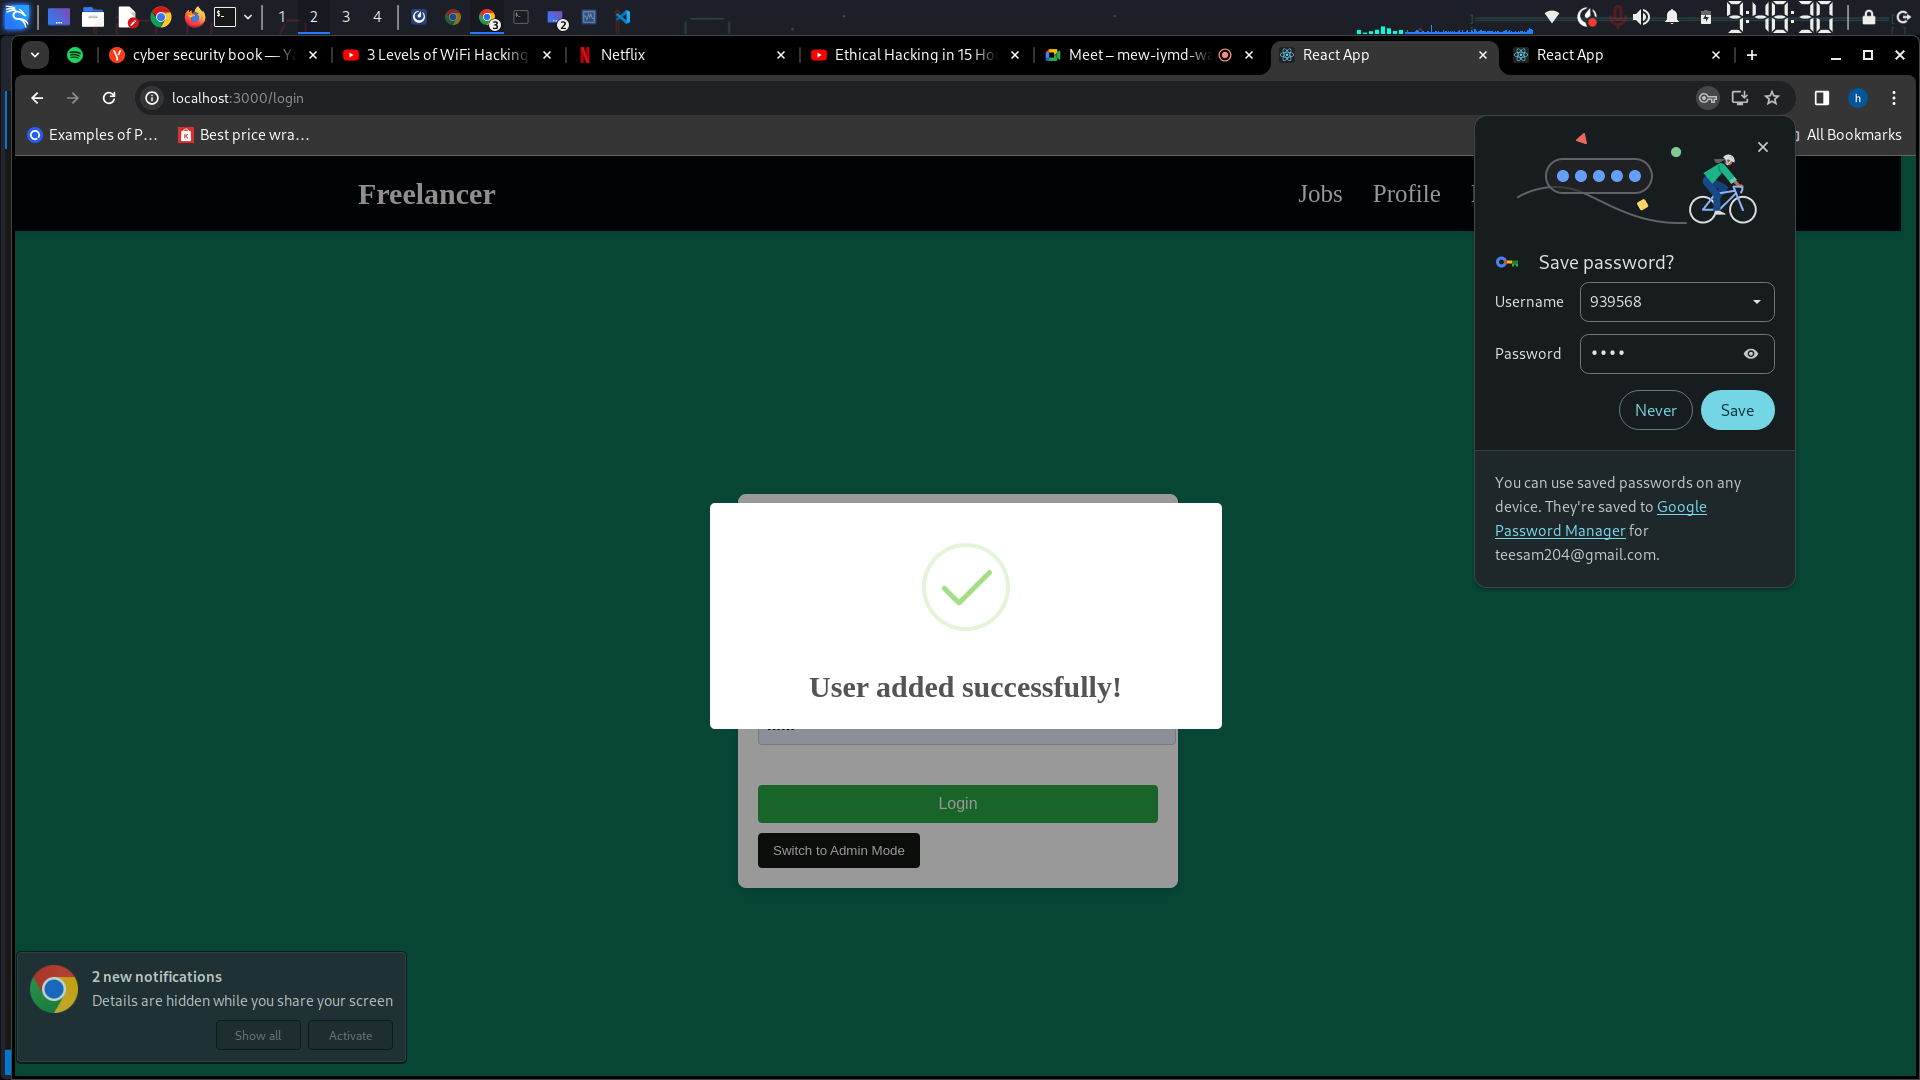 1 2 3 4
3
2
9:48:30
cyber security book — Ya
3 Levels of WiFi Hacking
Netflix
Ethical Hacking in 15 Ho
Meet – mew-iymd-wa
React App
React App
localhost:3000/login
h
Examples of P...
Best price wra...
All Bookmarks
Freelancer
Jobs
Profile
Save password?
Username
939568
Password
••••
Never
Save
You can use saved passwords on any
device. They're saved to Google
Password Manager for
teesam204@gmail.com.
User added successfully!
Login
Switch to Admin Mode
2 new notifications
Details are hidden while you share your screen
Show all
Activate